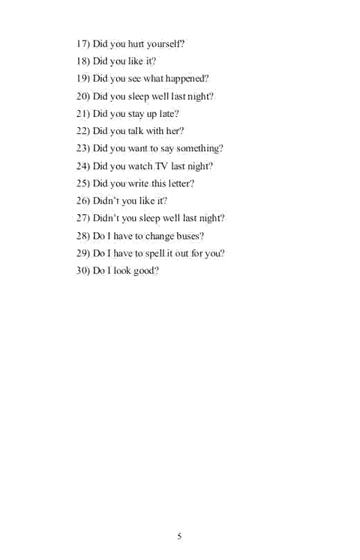 17) Did you hurt yourself?
18) Did you like it?
19) Did you see what happened?
20) Did you sleep well last night?
21) Did you stay up late?
22) Did you talk with her?
23) Did you want to say something?
24) Did you watch TV last night?
25) Did you write this letter?
26) Didn't you like it?
27) Didn't you sleep well last night?
28) Do I have to change buses?
29) Do I have to spell it out for you?
30) Do I look good?
5